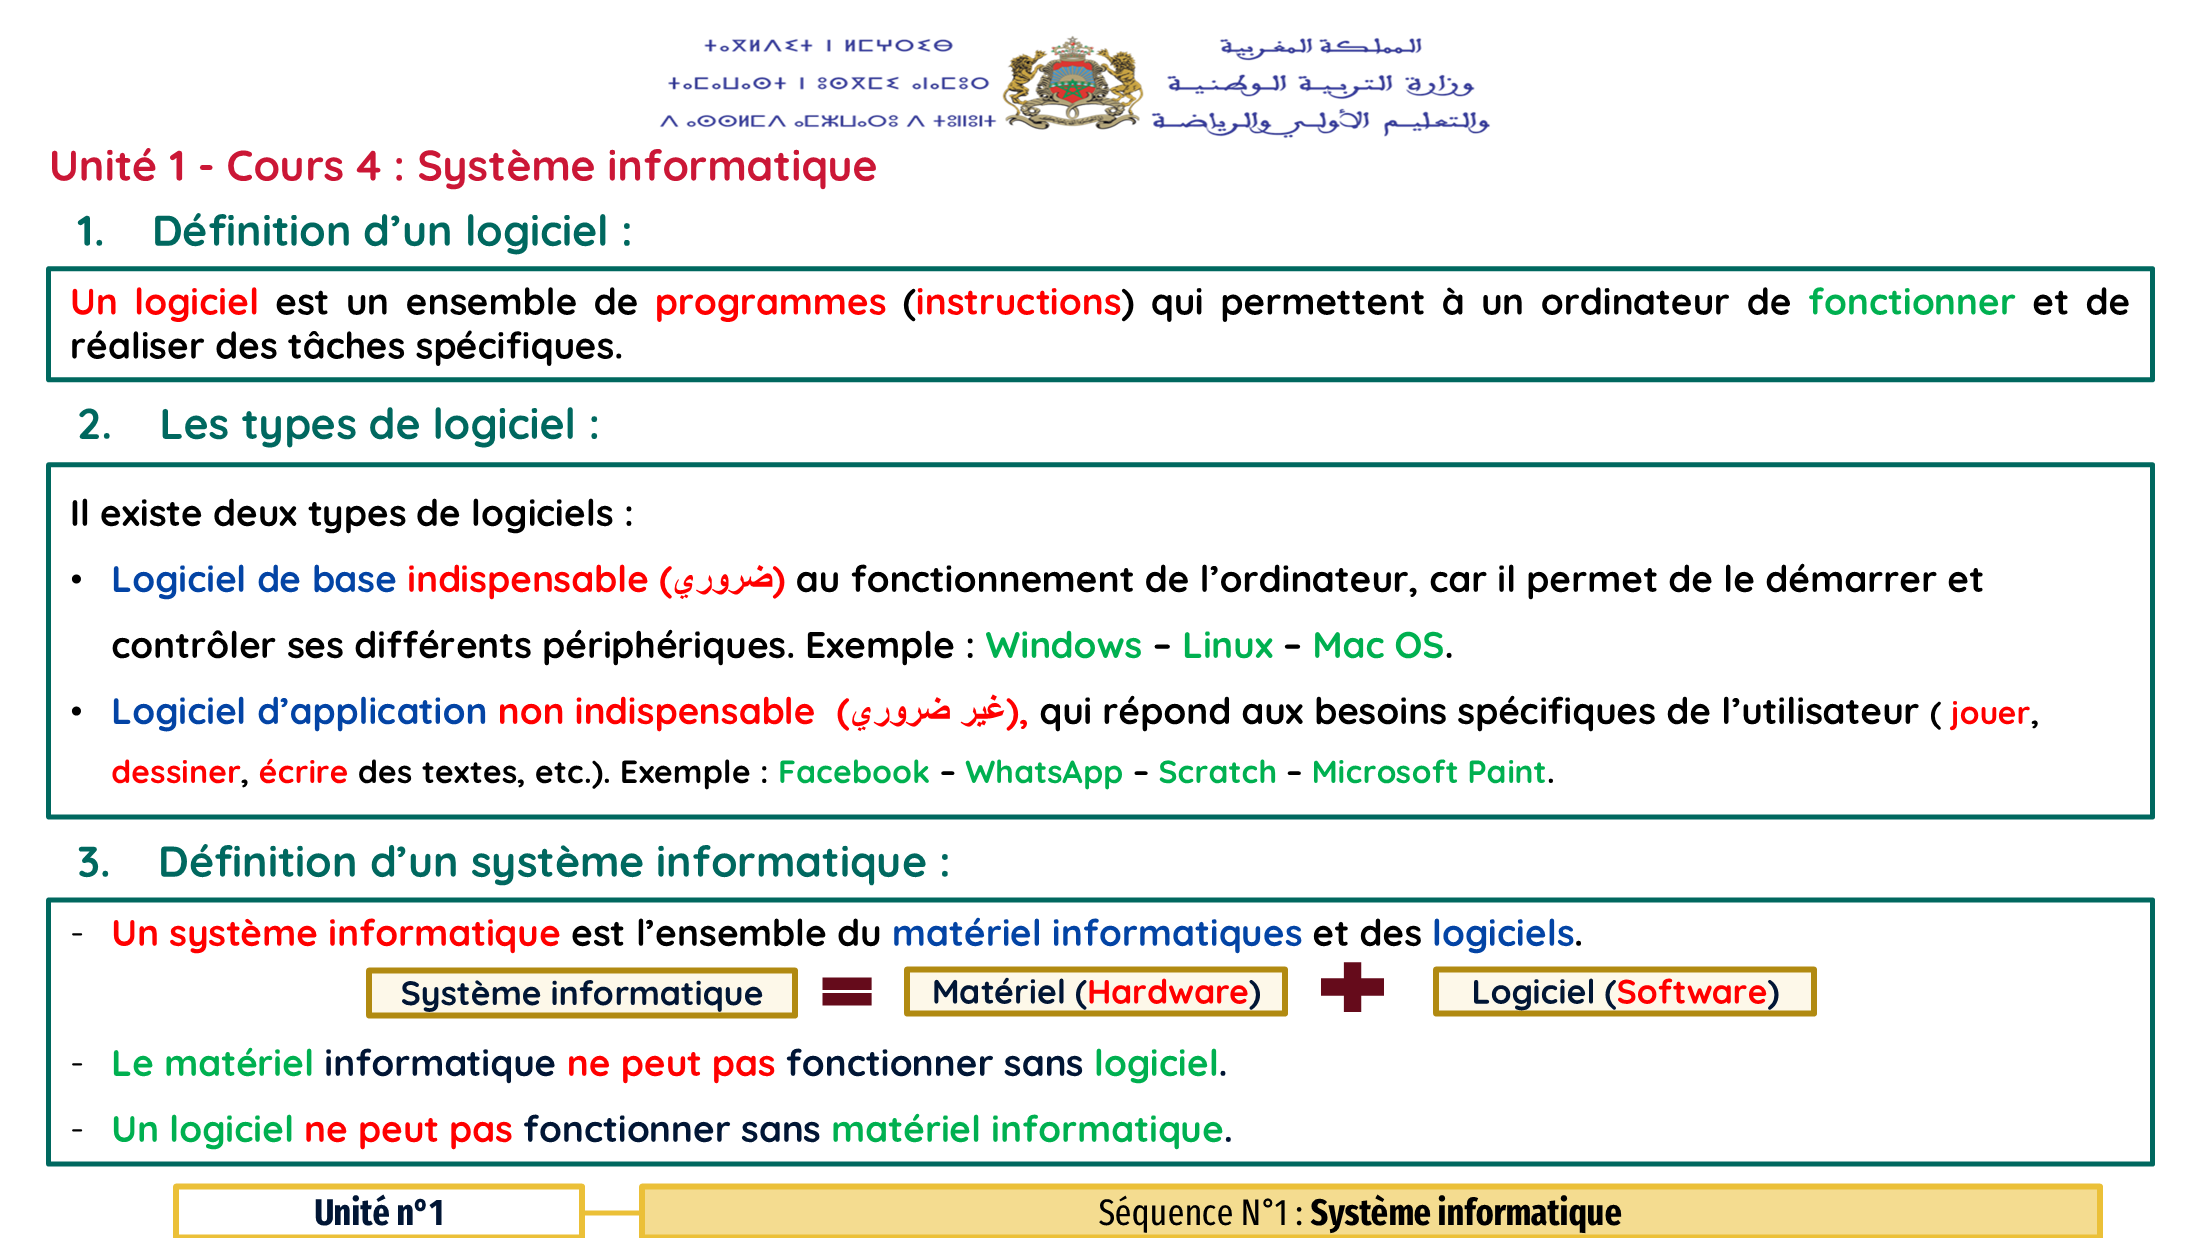 ⵜⴰⴳⵍⴷⵉⵜ ⵏ ⵍⵎⵖⵔⵉⴱ
المملكة المغربية
ⵜⴰⵎⴰⵡⴰⵙⵜ ⵏ ⵓⵙⴳⵎⵉ ⴰⵏⴰⵎⵓⵔ
وزارة التربية الوطنية
ⴷ ⴰⵙⵙⵍⵎⴷ ⴰⵎⵣⵡⴰⵔⵓ ⴷ ⵜⵓⵏⵏⵓⵏⵜ
والتعليم الأولي والرياضة
Unité 1 - Cours 4 : Système informatique
1. Définition d’un logiciel :
Un logiciel est un ensemble de programmes (instructions) qui permettent à un ordinateur de fonctionner et de
réaliser des tâches spécifiques.
2. Les types de logiciel :
Il existe deux types de logiciels :
• Logiciel de base indispensable (ضروري) au fonctionnement de l’ordinateur, car il permet de le démarrer et
contrôler ses différents périphériques. Exemple : Windows – Linux – Mac OS.
• Logiciel d’application non indispensable (غير ضروري), qui répond aux besoins spécifiques de l’utilisateur ( jouer,
dessiner, écrire des textes, etc.). Exemple : Facebook – WhatsApp – Scratch – Microsoft Paint.
3. Définition d’un système informatique :
- Un système informatique est l’ensemble du matériel informatiques et des logiciels.
Système informatique = Matériel (Hardware) + Logiciel (Software)
- Le matériel informatique ne peut pas fonctionner sans logiciel.
- Un logiciel ne peut pas fonctionner sans matériel informatique.
Unité n°1
Séquence N°1 : Système informatique